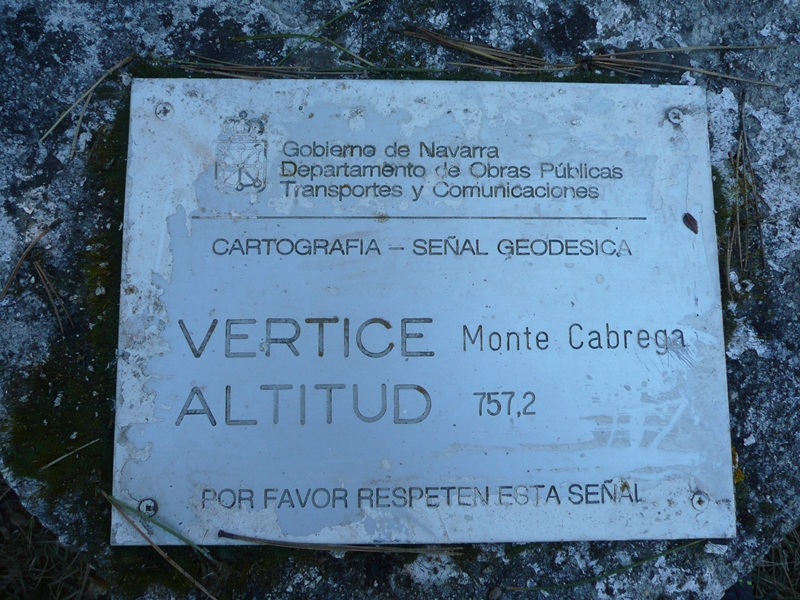 Gobierno de Navarra
Departamento de Obras Públicas
Transportes y Comunicaciones
CARTOGRAFIA – SEÑAL GEODESICA
VERTICE Monte Cabrega
ALTITUD 757,2
POR FAVOR RESPETEN ESTA SEÑAL